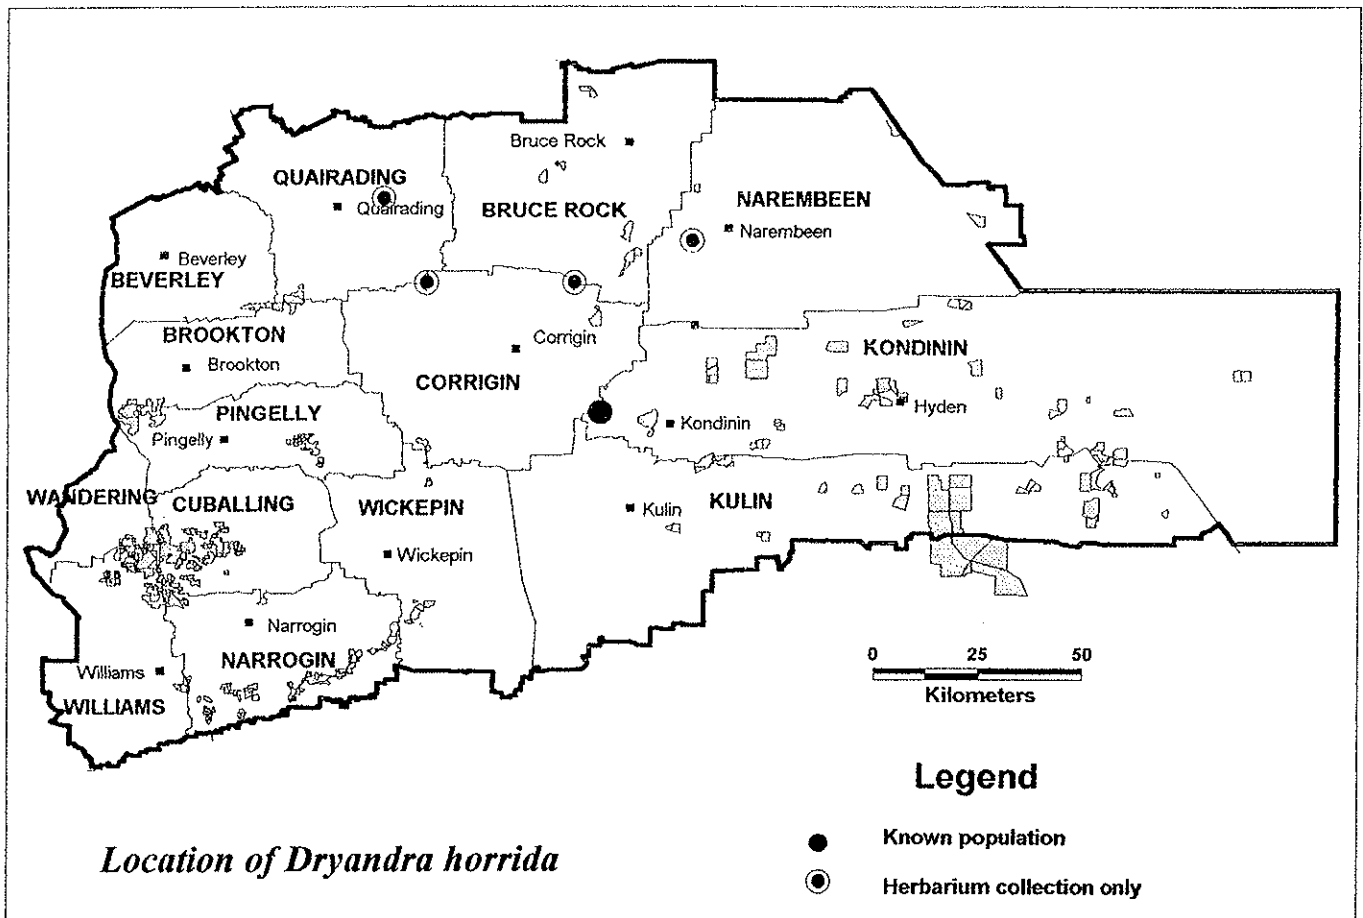 Bruce Rock
QUAIRADING
Quairading
BRUCE ROCK
NAREMBEEN
Narembeen
Beverley
BEVERLEY
BROOKTON
Brookton
Corrigin
CORRIGIN
KONDININ
Hyden
Kondinin
PINGELLY
Pingelly
WANDERING
CUBALLING
WICKEPIN
Wickepin
Kulin
KULIN
Narrogin
NARROGIN
Williams
WILLIAMS
0 25 50
Kilometers
Legend
Known population
Herbarium collection only
Location of Dryandra horrida